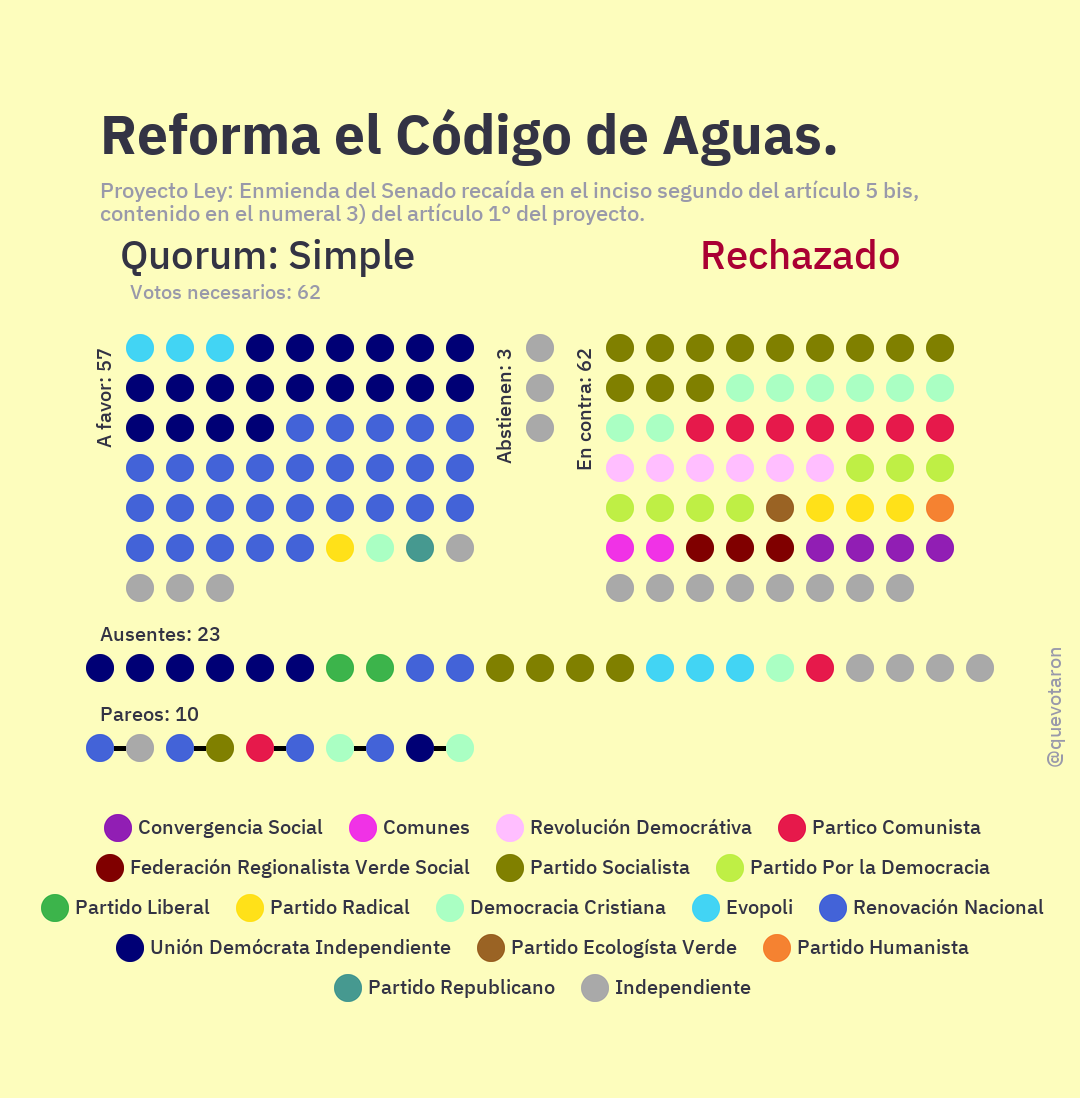 Reforma el Código de Aguas.
Proyecto Ley: Enmienda del Senado recaída en el inciso segundo del artículo 5 bis,
contenido en el numeral 3) del artículo 1° del proyecto.
Quorum: Simple
Rechazado
Votos necesarios: 62
A favor: 57
Abstienen: 3
En contra: 62
Ausentes: 23
Pareos: 10
@quevotaron
Convergencia Social Comunes Revolución Democrátiva Partico Comunista
Federación Regionalista Verde Social Partido Socialista Partido Por la Democracia
Partido Liberal Partido Radical Democracia Cristiana Evopoli Renovación Nacional
Unión Demócrata Independiente Partido Ecologísta Verde Partido Humanista
Partido Republicano Independiente